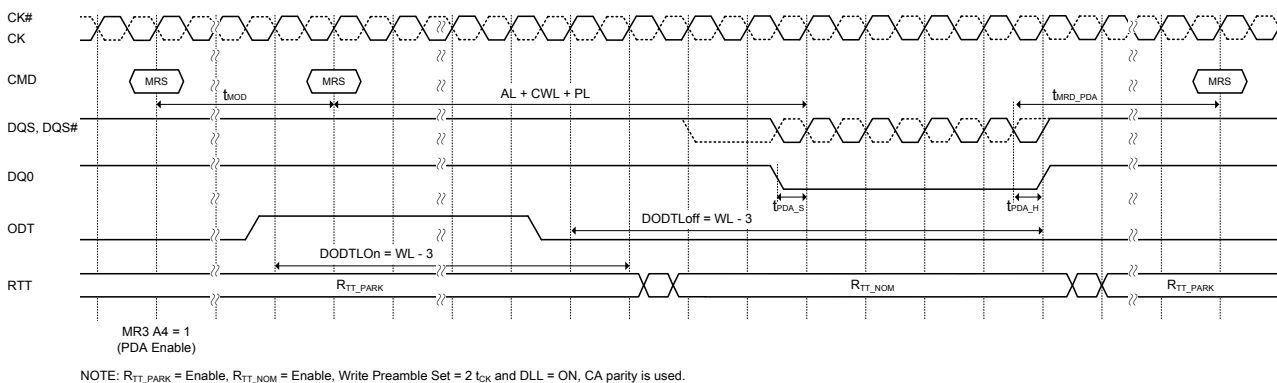 CK#
CK
CMD
MRS
MRS
MRS
tMOD
AL + CWL + PL
tMRD_PDA
DQS, DQS#
DQ0
tPDA_S
tPDA_H
ODT
DODTLoff = WL - 3
DODTLOn = WL - 3
RTT
RTT_PARK
RTT_NOM
RTT_PARK
MR3 A4 = 1
(PDA Enable)
NOTE: RTT_PARK = Enable, RTT_NOM = Enable, Write Preamble Set = 2 tCK and DLL = ON, CA parity is used.